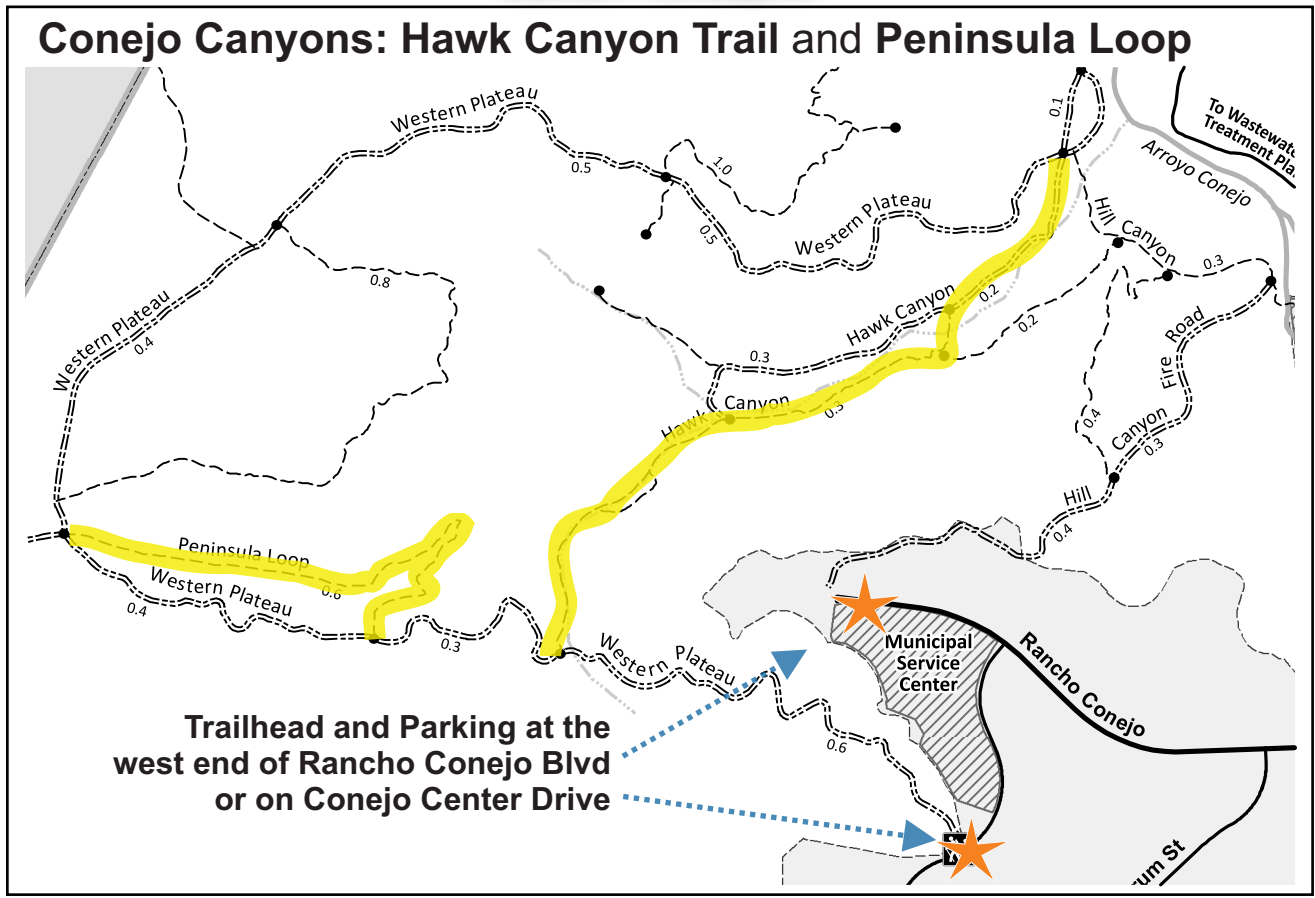 Conejo Canyons: Hawk Canyon Trail and Peninsula Loop
Western Plateau
0.1
To Wastewate
Treatment Pla
Arroyo Conejo
0.5
1.0
Hill Canyon
Western Plateau
0.5
0.3
0.8
Western Plateau
0.4
Hawk Canyon
0.2
0.2
0.3
Hill Canyon Fire Road
0.3
0.4
0.4
Hawk Canyon
0.3
Peninsula Loop
0.6
Western Plateau
0.4
0.3
Western Plateau
0.6
Municipal
Service
Center
Rancho Conejo
Trailhead and Parking at the
west end of Rancho Conejo Blvd
or on Conejo Center Drive
rum St